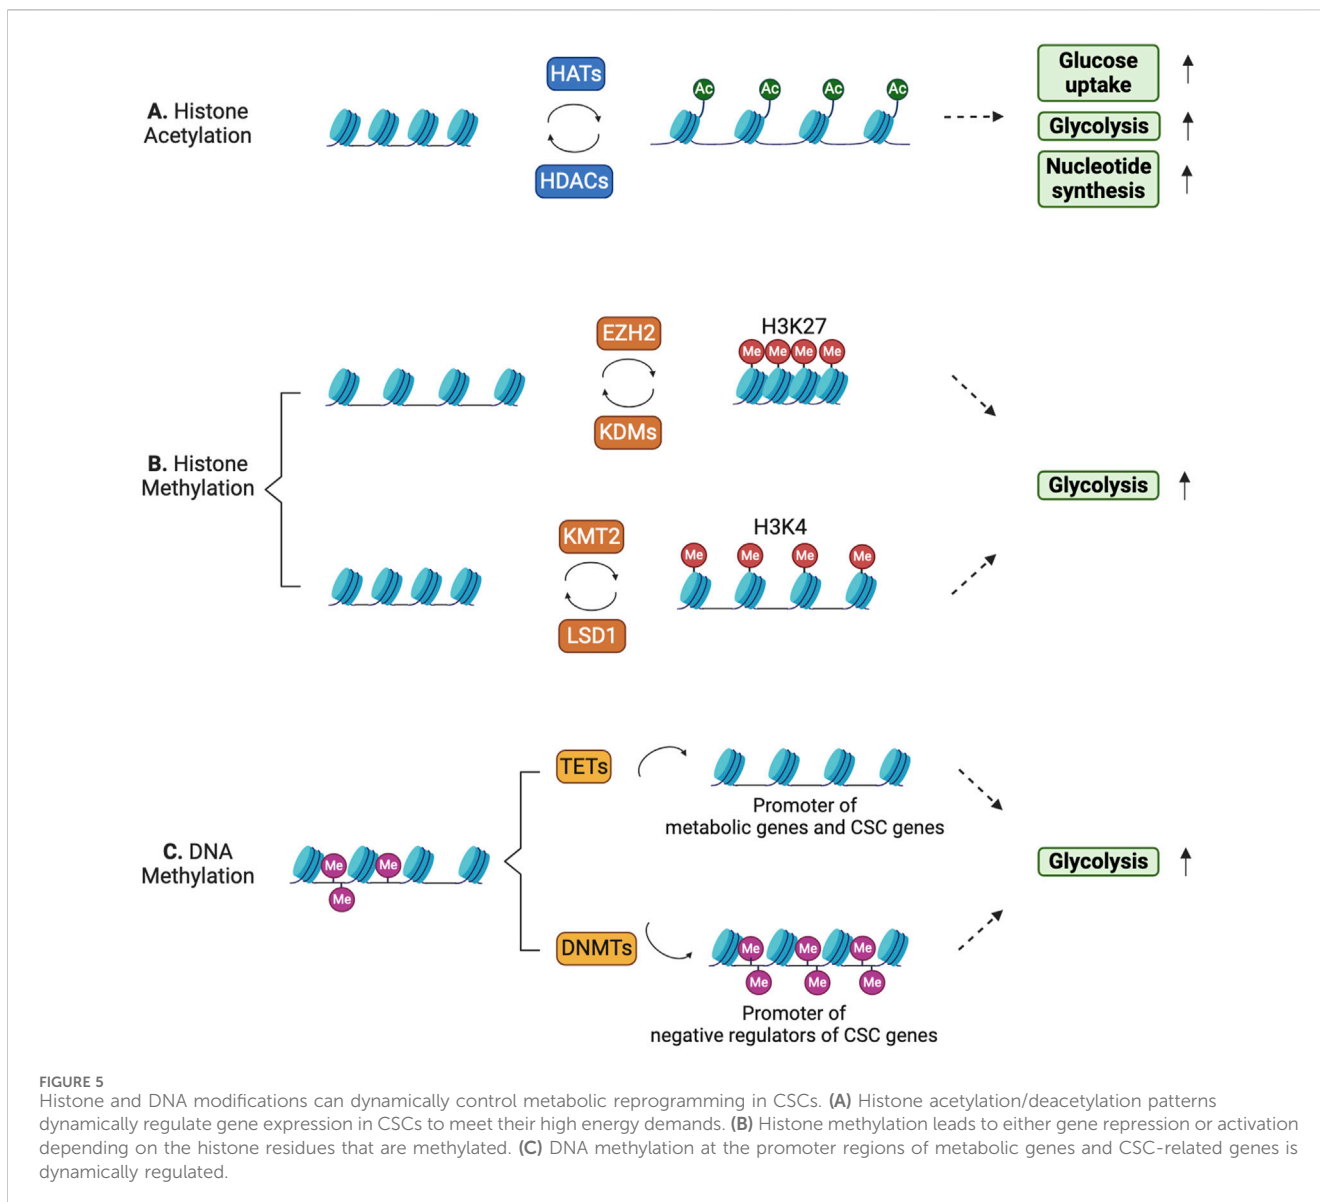 A. Histone
Acetylation
HATs
HDACs
Ac
Ac
Ac
Ac
Glucose
uptake
Glycolysis
Nucleotide
synthesis
B. Histone
Methylation
EZH2
KDMs
H3K27
Me
Me
Me
Me
KMT2
LSD1
H3K4
Me
Me
Me
Me
Glycolysis
C. DNA
Methylation
Me
Me
Me
TETs
Promoter of
metabolic genes and CSC genes
DNMTs
Me
Me
Me
Me
Me
Me
Promoter of
negative regulators of CSC genes
Glycolysis
FIGURE 5
Histone and DNA modifications can dynamically control metabolic reprogramming in CSCs. (A) Histone acetylation/deacetylation patterns
dynamically regulate gene expression in CSCs to meet their high energy demands. (B) Histone methylation leads to either gene repression or activation
depending on the histone residues that are methylated. (C) DNA methylation at the promoter regions of metabolic genes and CSC-related genes is
dynamically regulated.